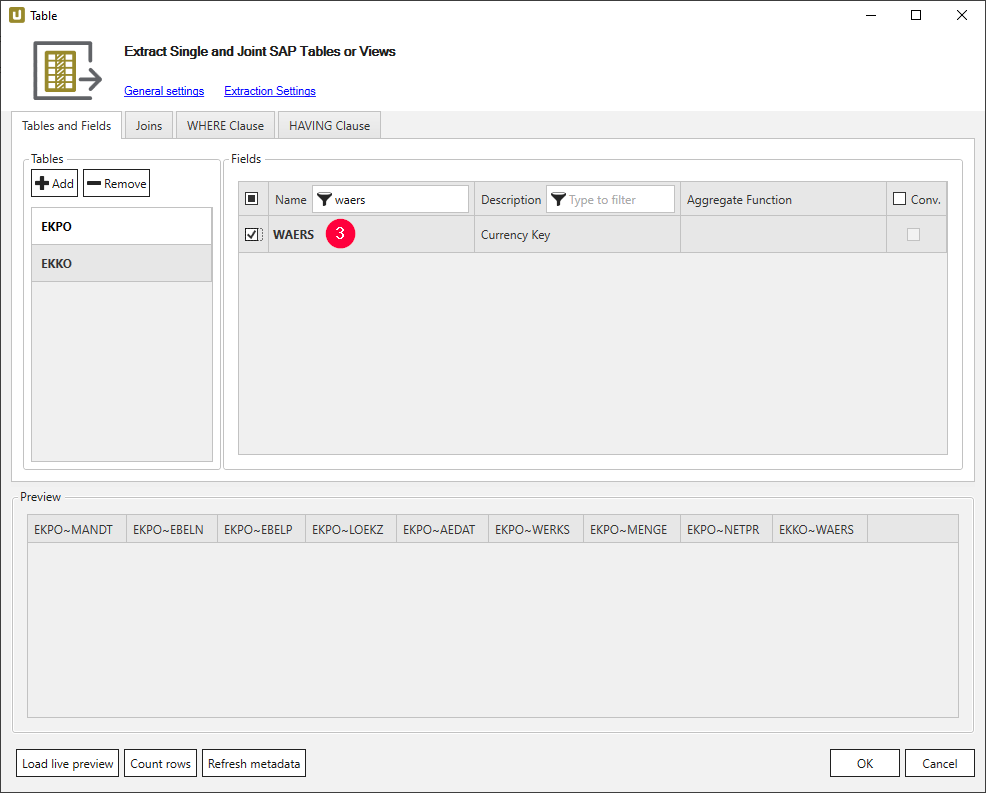 Table
Extract Single and Joint SAP Tables or Views
General settings Extraction Settings
Tables and Fields Joins WHERE Clause HAVING Clause
Tables
Add Remove
EKPO
EKKO
Fields
Name waers Description Type to filter Aggregate Function Conv.
WAERS 3 Currency Key
Preview
EKPO~MANDT EKPO~EBELN EKPO~EBELP EKPO~LOEKZ EKPO~AEDAT EKPO~WERKS EKPO~MENGE EKPO~NETPR EKKO~WAERS
Load live preview Count rows Refresh metadata OK Cancel